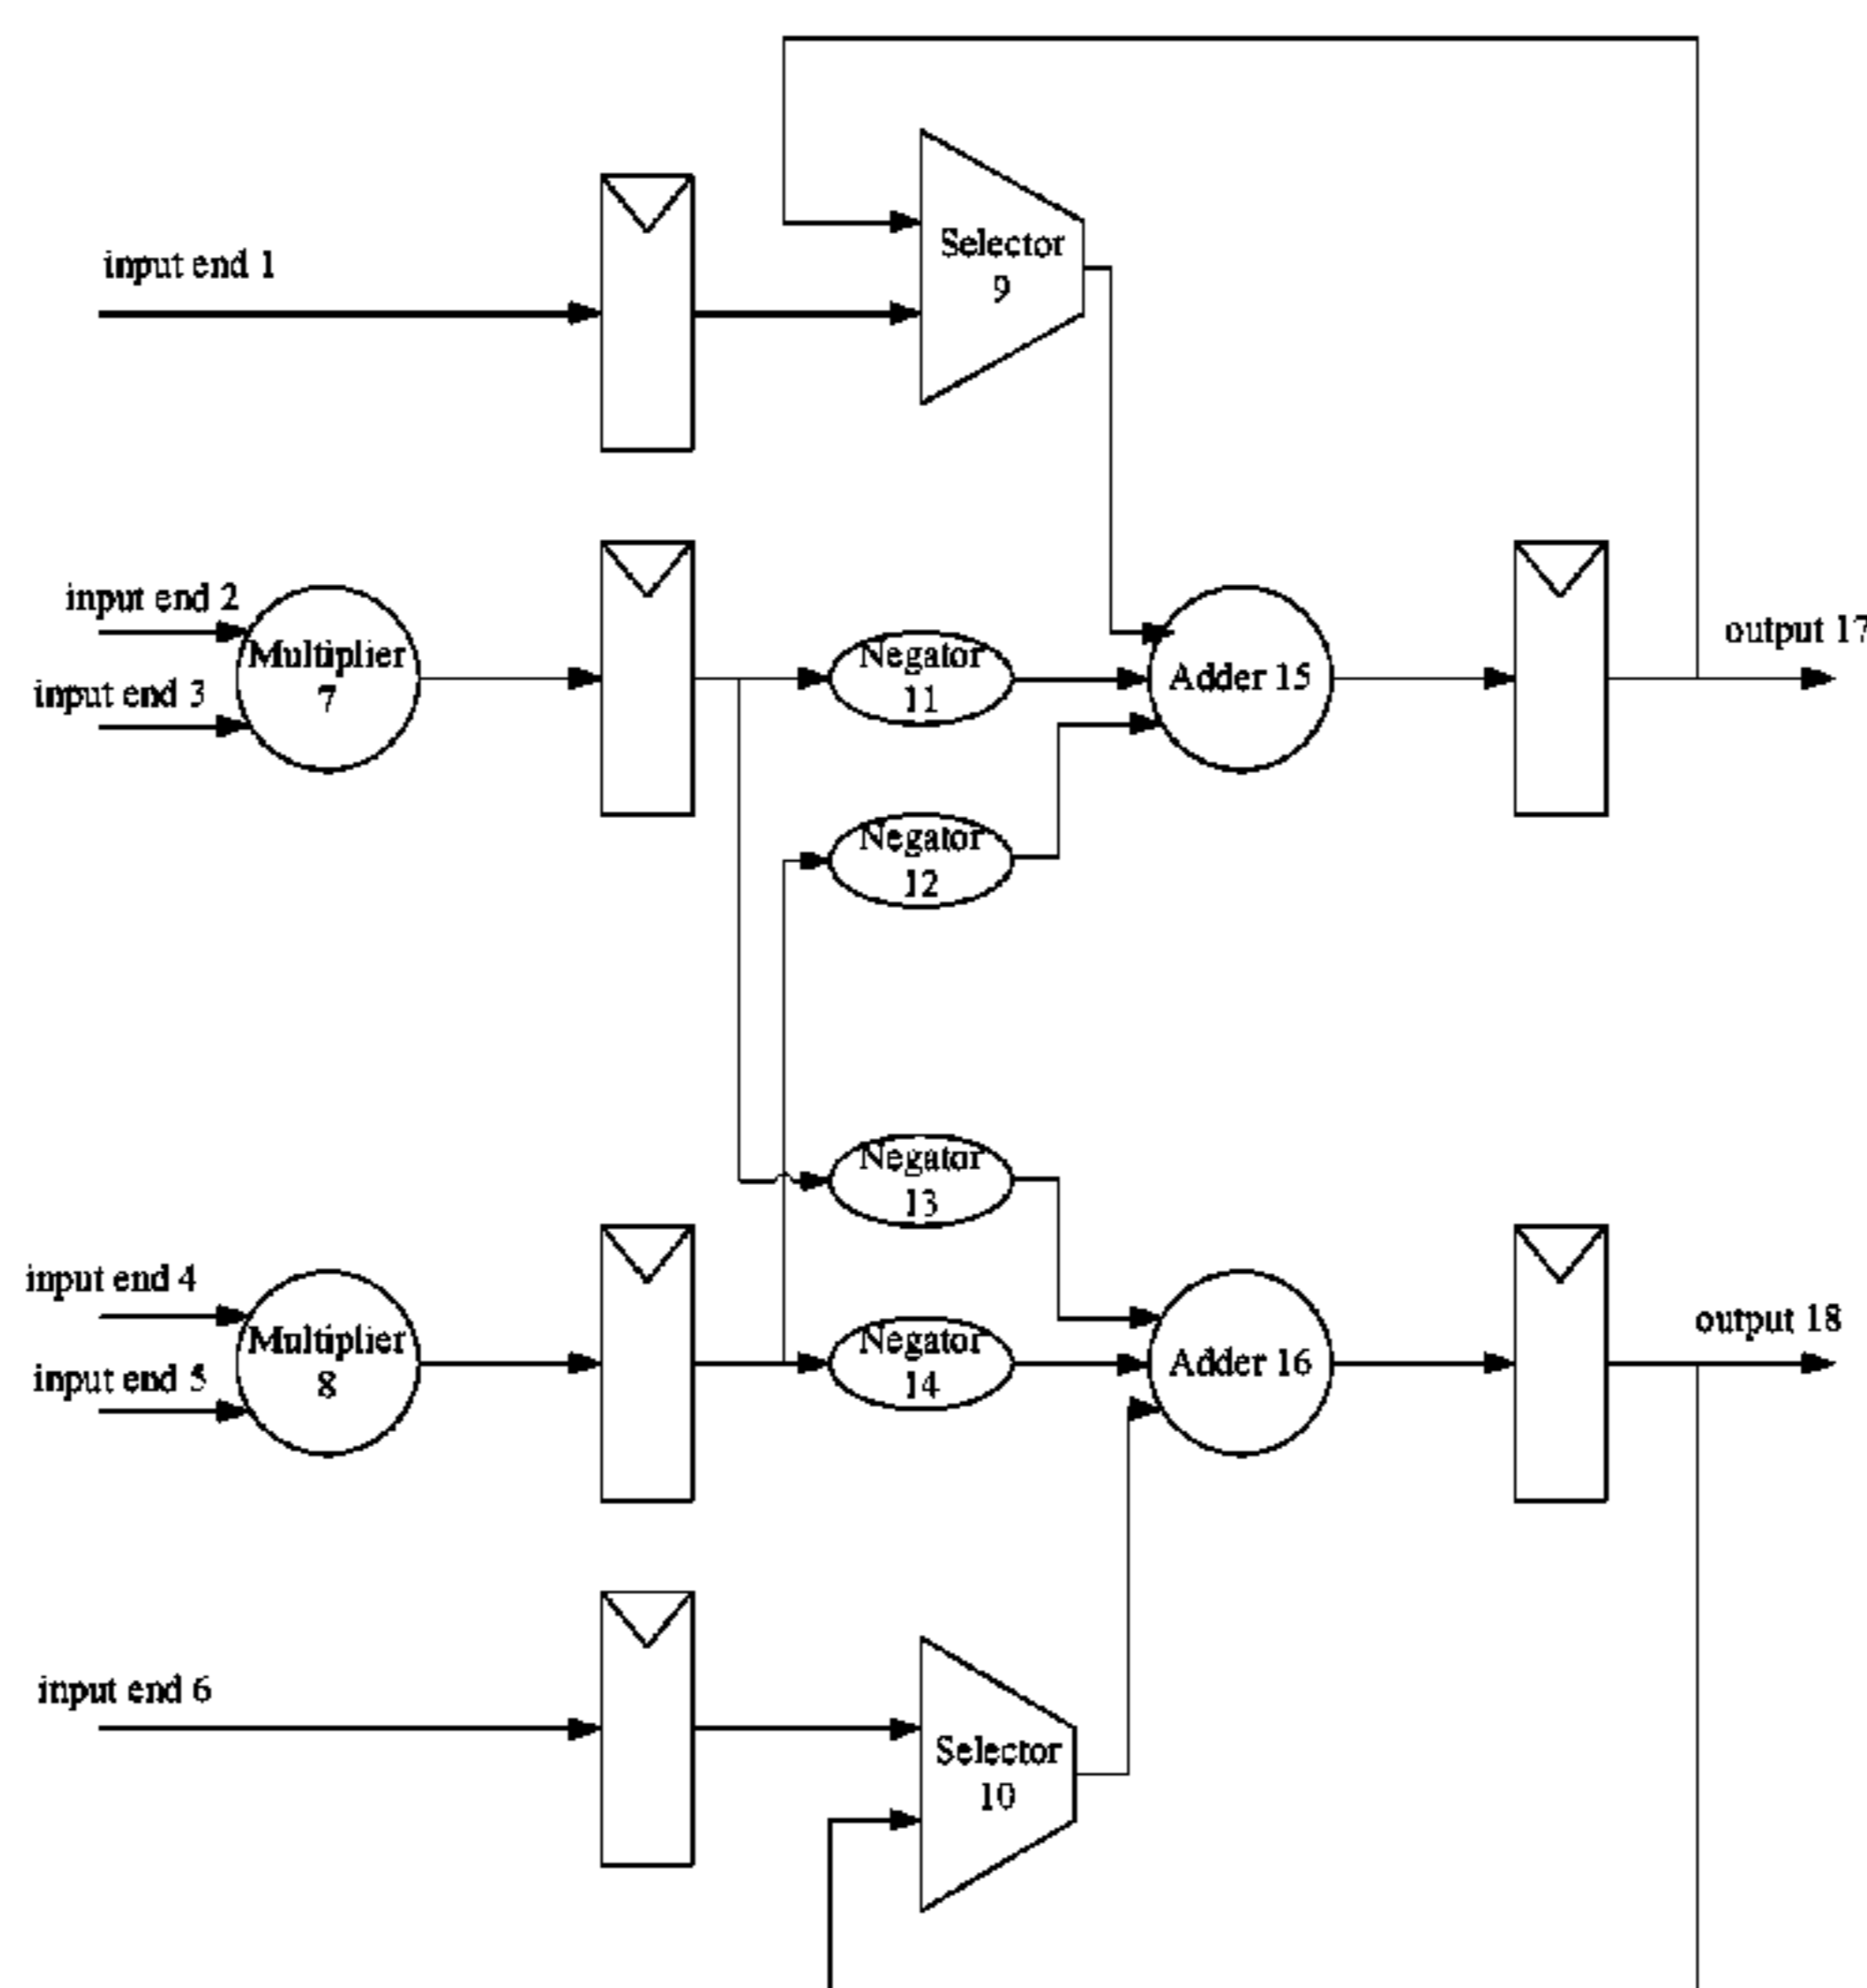 Selector
9
input end 1
input end 2
Multiplier
7
input end 3
Negator
11
Adder 15
output 17
Negator
12
Negator
13
input end 4
Multiplier
8
input end 5
Negator
14
Adder 16
output 18
input end 6
Selector
10